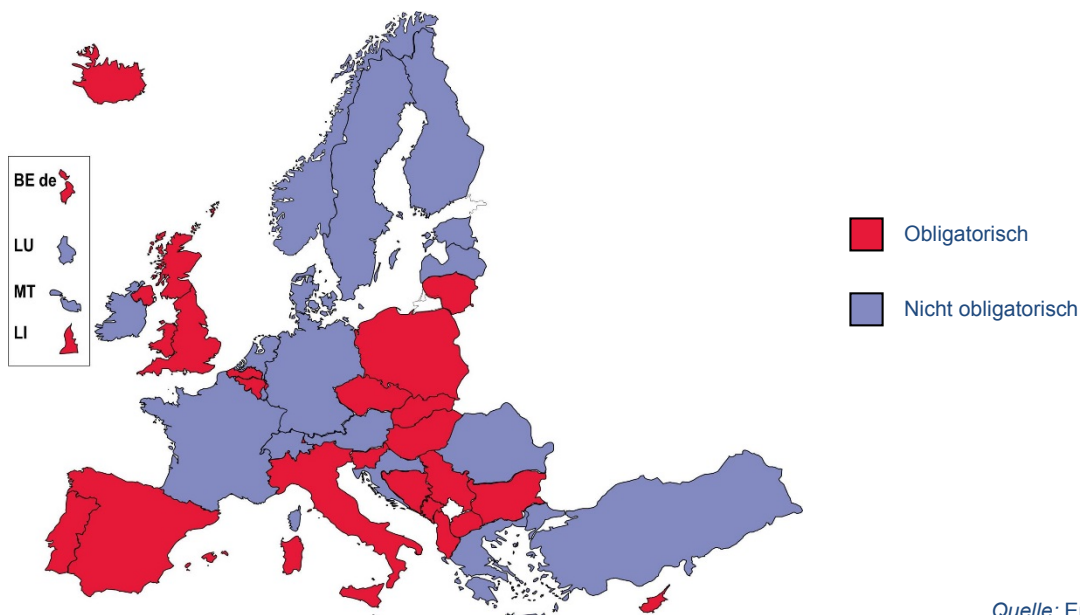 BE de
LU
MT
LI
Obligatorisch
Nicht obligatorisch
Quelle: E